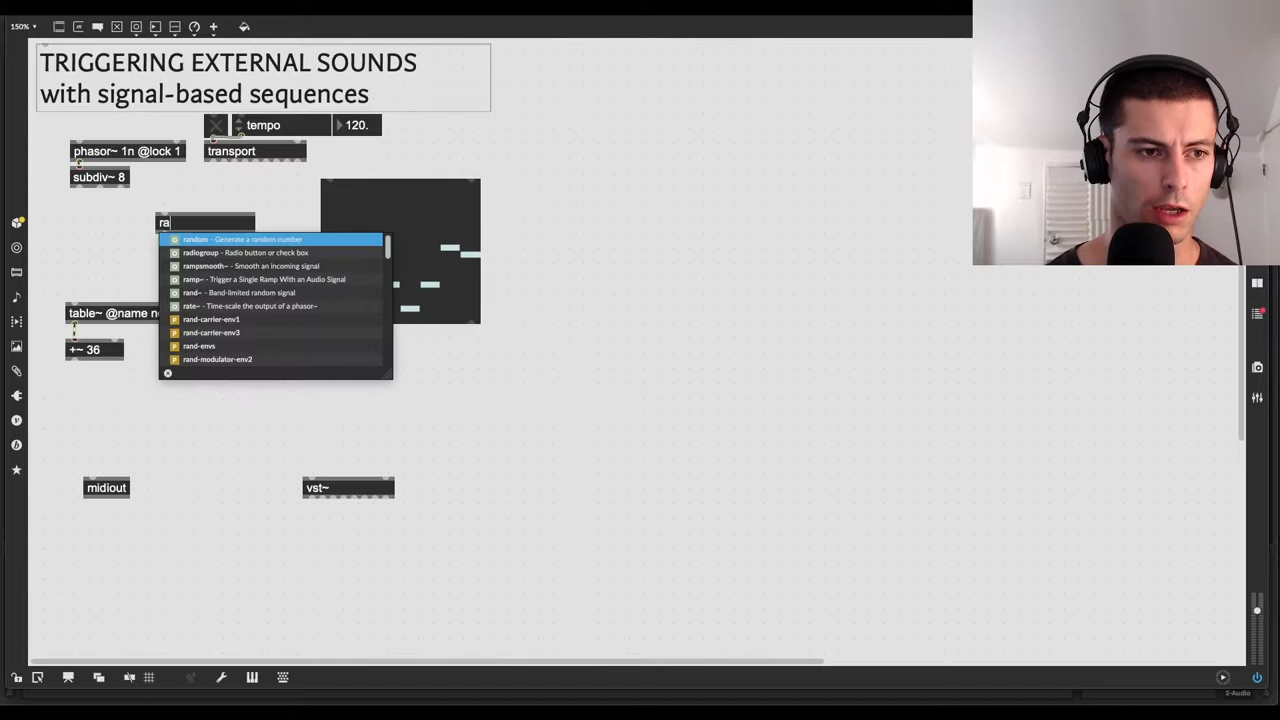 150%
TRIGGERING EXTERNAL SOUNDS
with signal-based sequences
tempo
120.
phasor~ 1n @lock 1
transport
subdiv~ 8
ra
random - Generate a random number
radiogroup - Radio button or check box
rampsmooth~ - Smooth an incoming signal
ramp~ - Trigger a Single Ramp With an Audio Signal
rand~ - Band-limited random signal
rate~ - Time-scale the output of a phasor~
rand-carrier-env1
rand-carrier-env3
rand-envs
rand-modulator-env2
table~ @name
+~ 36
midiout
vst~
2-Audio